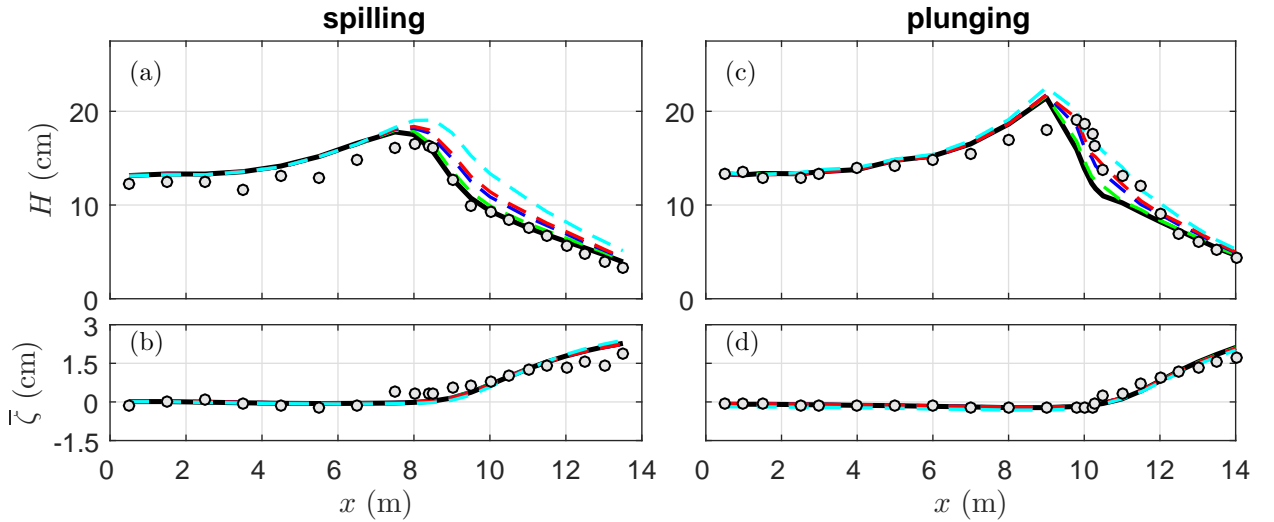 spilling plunging
(a) (c)
H (cm)
20 20
10 10
0 0
(b) (d)
ζ̅ (cm)
3
1.5
0
-1.5
0 2 4 6 8 10 12 14 0 2 4 6 8 10 12 14
x (m) x (m)